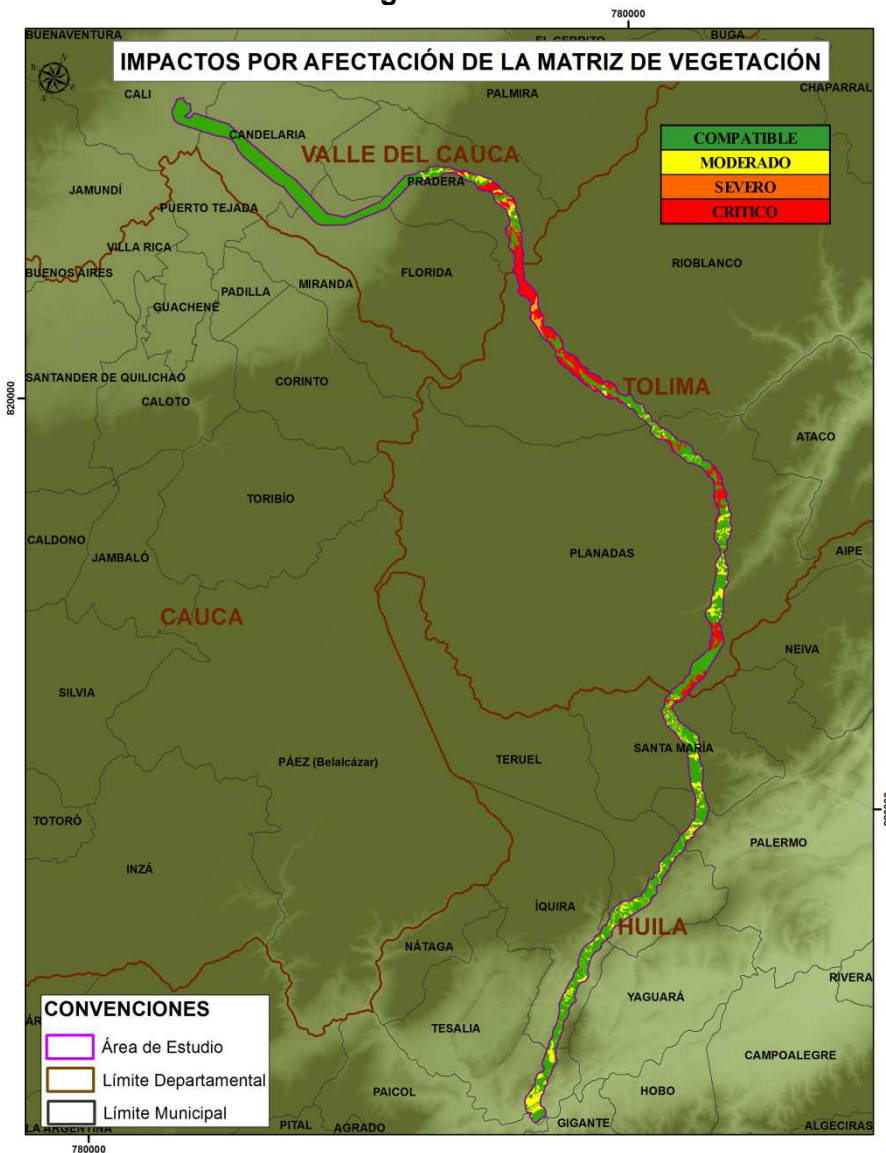 780000
BUENAVENTURA
EL CERRITO
BUGA
IMPACTOS POR AFECTACIÓN DE LA MATRIZ DE VEGETACIÓN
N
E
S
CALI
PALMIRA
CHAPARRAL
CANDELARIA
COMPATIBLE
MODERADO
SEVERO
CRITICO
VALLE DEL CAUCA
PRADERA
JAMUNDÍ
PUERTO TEJADA
VILLA RICA
RIOBLANCO
BUENOS AIRES
FLORIDA
MIRANDA
PADILLA
GUACHENÉ
SANTANDER DE QUILICHAO
CORINTO
TOLIMA
820000
CALOTO
ATACO
TORIBÍO
CALDONO
JAMBALÓ
PLANADAS
AIPE
CAUCA
NEIVA
SILVIA
SANTA MARÍA
PÁEZ (Belalcázar)
TERUEL
TOTORÓ
PALERMO
INZÁ
ÍQUIRA
HUILA
NÁTAGA
RIVERA
YAGUARÁ
CONVENCIONES
TESALIA
Área de Estudio
CAMPOALEGRE
Límite Departamental
PAICOL
HOBO
Límite Municipal
GIGANTE
LA ARGENTINA
PITAL
AGRADO
ALGECIRAS
780000